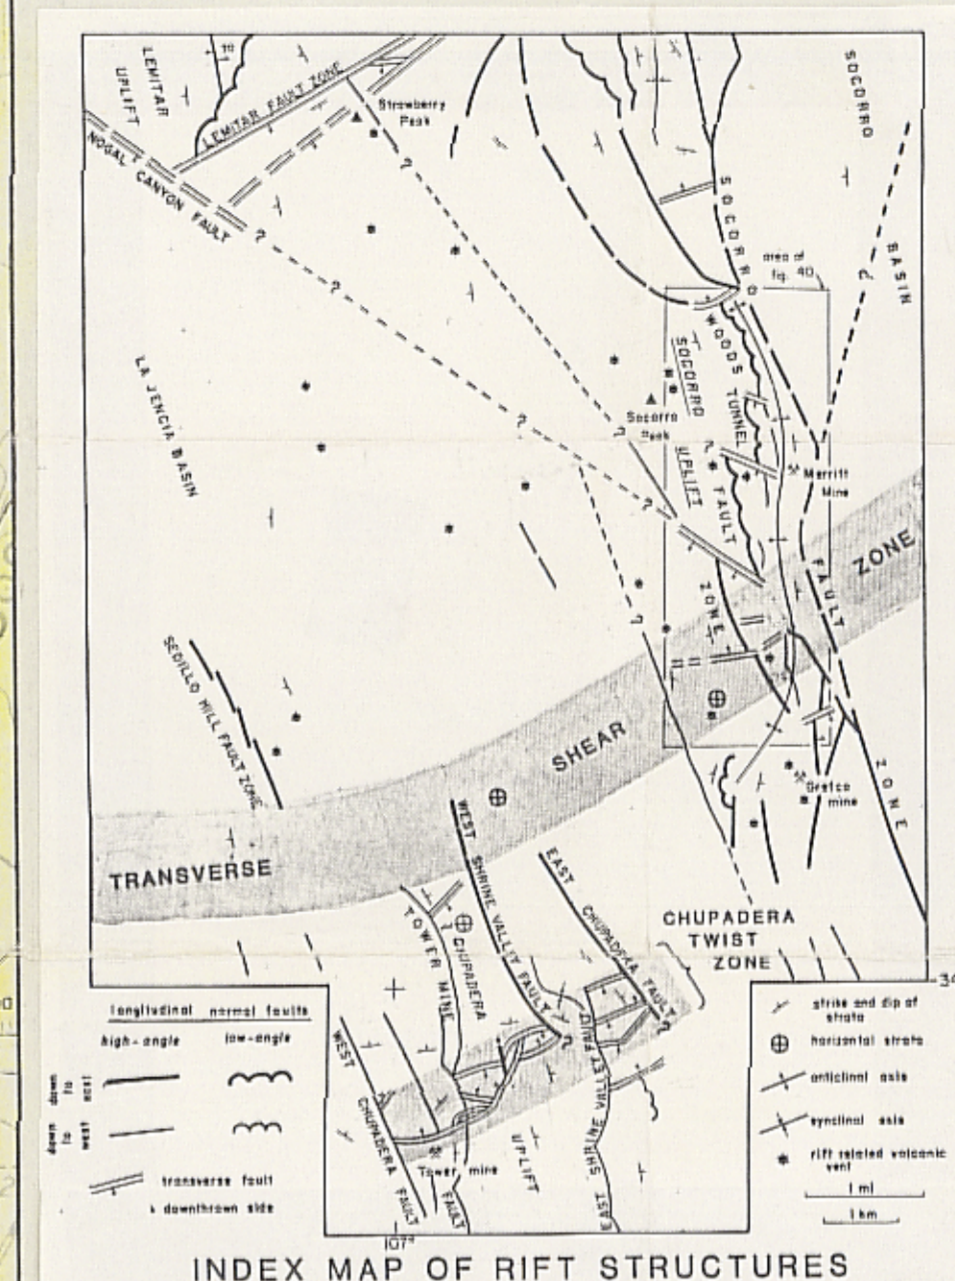 LEMITAR
UPLIFT
LEMITAR FAULT ZONE
Strawberry
Peak
NOGAL CANYON FAULT
SOCORRO
BASIN
area of
fig. 40
LA JENCIA BASIN
SOCORRO
UPLIFT
WOODS TUNNEL
FAULT
ZONE
Socorro
Peak
Merritt
Mine
SOCORRO
FAULT
ZONE
SEDILLO HILL FAULT ZONE
TRANSVERSE
SHEAR
ZONE
Grefco
mine
WEST SHRINE VALLEY FAULT
EAST CHUPADERA FAULT
CHUPADERA
TWIST
ZONE
TOWER MINE
FAULT
CHUPADERA
UPLIFT
WEST
CHUPADERA
FAULT
Tower mine
EAST SHRINE VALLEY FAULT
34
107°
longitudinal normal faults
high-angle low-angle
down
to
east
down
to
west
transverse fault
downthrown side
strike and dip of
strata
horizontal strata
anticlinal axis
synclinal axis
rift related volcanic
vent
1 mi
1 km
?
?
?
?
?
?
?
?
?
?
?
INDEX MAP OF RIFT STRUCTURES